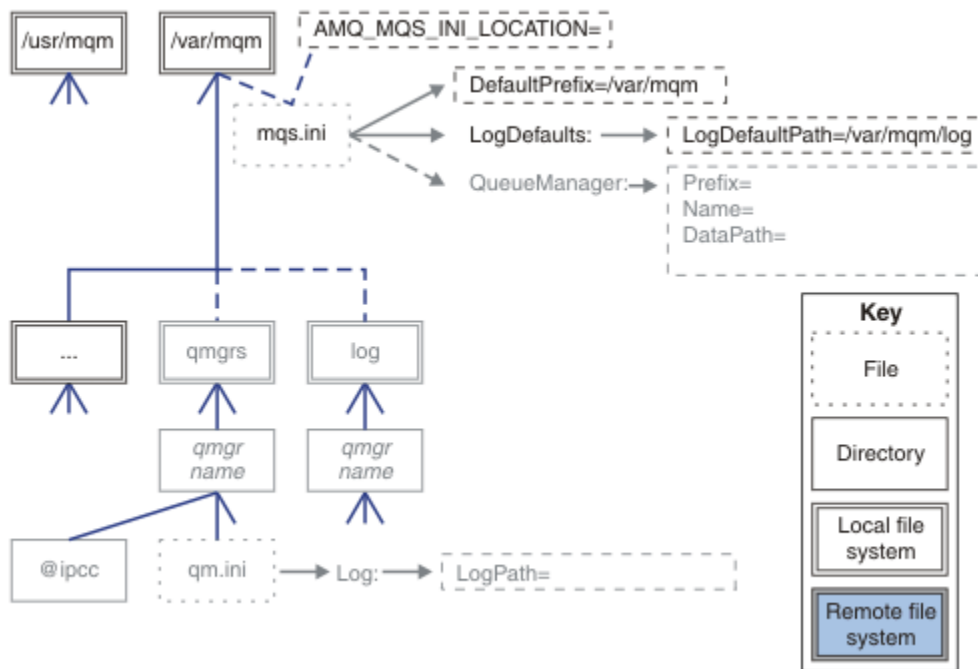 /usr/mqm
/var/mqm
AMQ_MQS_INI_LOCATION=
mqs.ini
DefaultPrefix=/var/mqm
LogDefaults:
LogDefaultPath=/var/mqm/log
QueueManager:
Prefix=
Name=
DataPath=
...
qmgrs
log
qmgr
name
qmgr
name
@ipcc
qm.ini
Log:
LogPath=
Key
File
Directory
Local file
system
Remote file
system